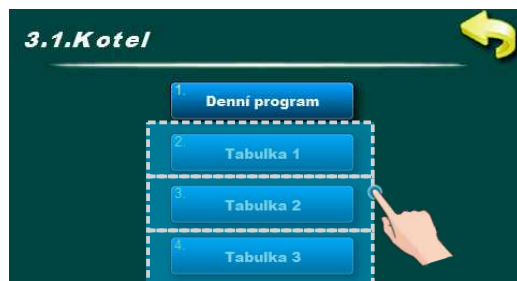 3.1.Kotel
1. Denní program
2. Tabulka 1
3. Tabulka 2
4. Tabulka 3